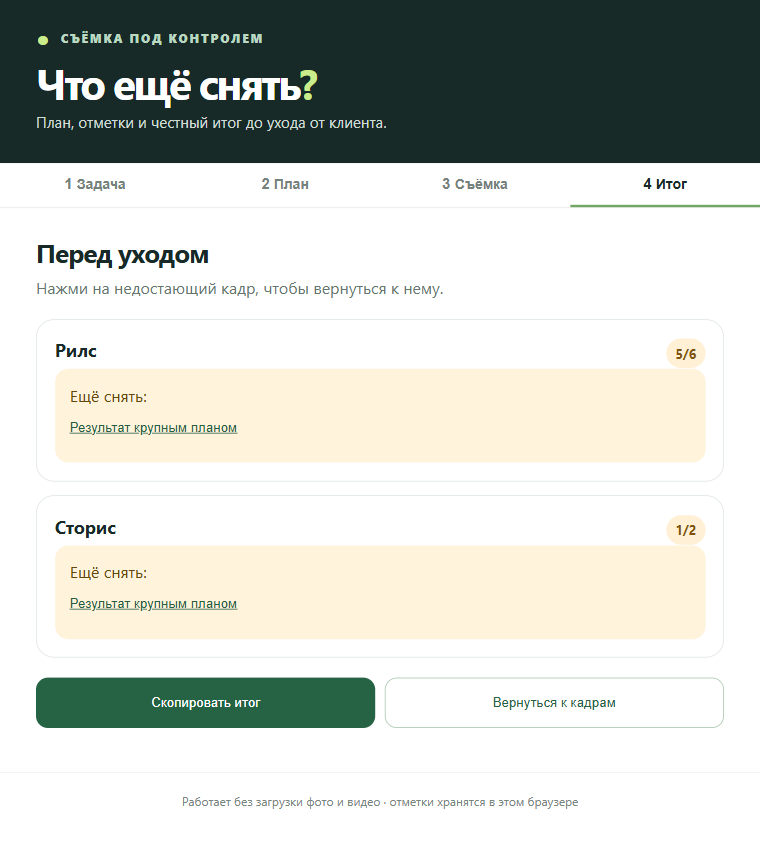 СЪЁМКА ПОД КОНТРОЛЕМ
Что ещё снять?
План, отметки и честный итог до ухода от клиента.
1 Задача
2 План
3 Съёмка
4 Итог
Перед уходом
Нажми на недостающий кадр, чтобы вернуться к нему.
Рилс
5/6
Ещё снять:
Результат крупным планом
Сторис
1/2
Ещё снять:
Результат крупным планом
Скопировать итог
Вернуться к кадрам
Работает без загрузки фото и видео · отметки хранятся в этом браузере